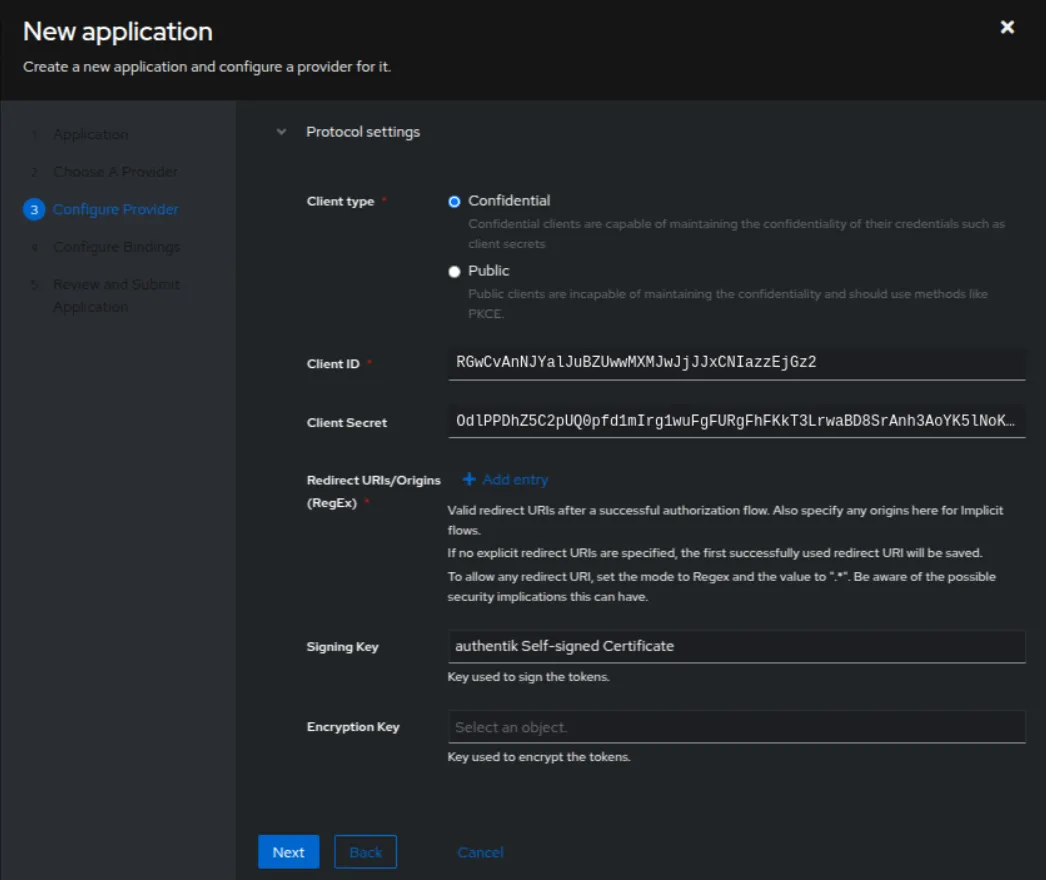 New application
Create a new application and configure a provider for it.
1 Application
2 Choose A Provider
3 Configure Provider
4 Configure Bindings
5 Review and Submit
Application
Protocol settings
Client type *
Confidential
Confidential clients are capable of maintaining the confidentiality of their credentials such as
client secrets
Public
Public clients are incapable of maintaining the confidentiality and should use methods like
PKCE.
Client ID *
RGwCvAnNJYalJuBZUwwMXMJwJjJJxCNIazzEjGz2
Client Secret
OdlPPDhZ5C2pUQ0pfd1mIrg1wuFgFURgFhFKkT3LrwaBD8SrAnh3AoYK5lNoK…
Redirect URIs/Origins
(RegEx) *
+ Add entry
Valid redirect URIs after a successful authorization flow. Also specify any origins here for Implicit
flows.
If no explicit redirect URIs are specified, the first successfully used redirect URI will be saved.
To allow any redirect URI, set the mode to Regex and the value to ".*". Be aware of the possible
security implications this can have.
Signing Key
authentik Self-signed Certificate
Key used to sign the tokens.
Encryption Key
Select an object.
Key used to encrypt the tokens.
Next
Back
Cancel